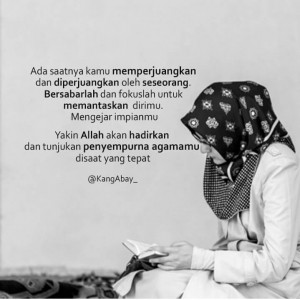 Ada saatnya kamu memperjuangkan
dan diperjuangkan oleh seseorang.
Bersabarlah dan fokuslah untuk
memantaskan dirimu.
Mengejar impianmu
Yakin Allah akan hadirkan
dan tunjukan penyempurna agamamu
disaat yang tepat
@KangAbay_